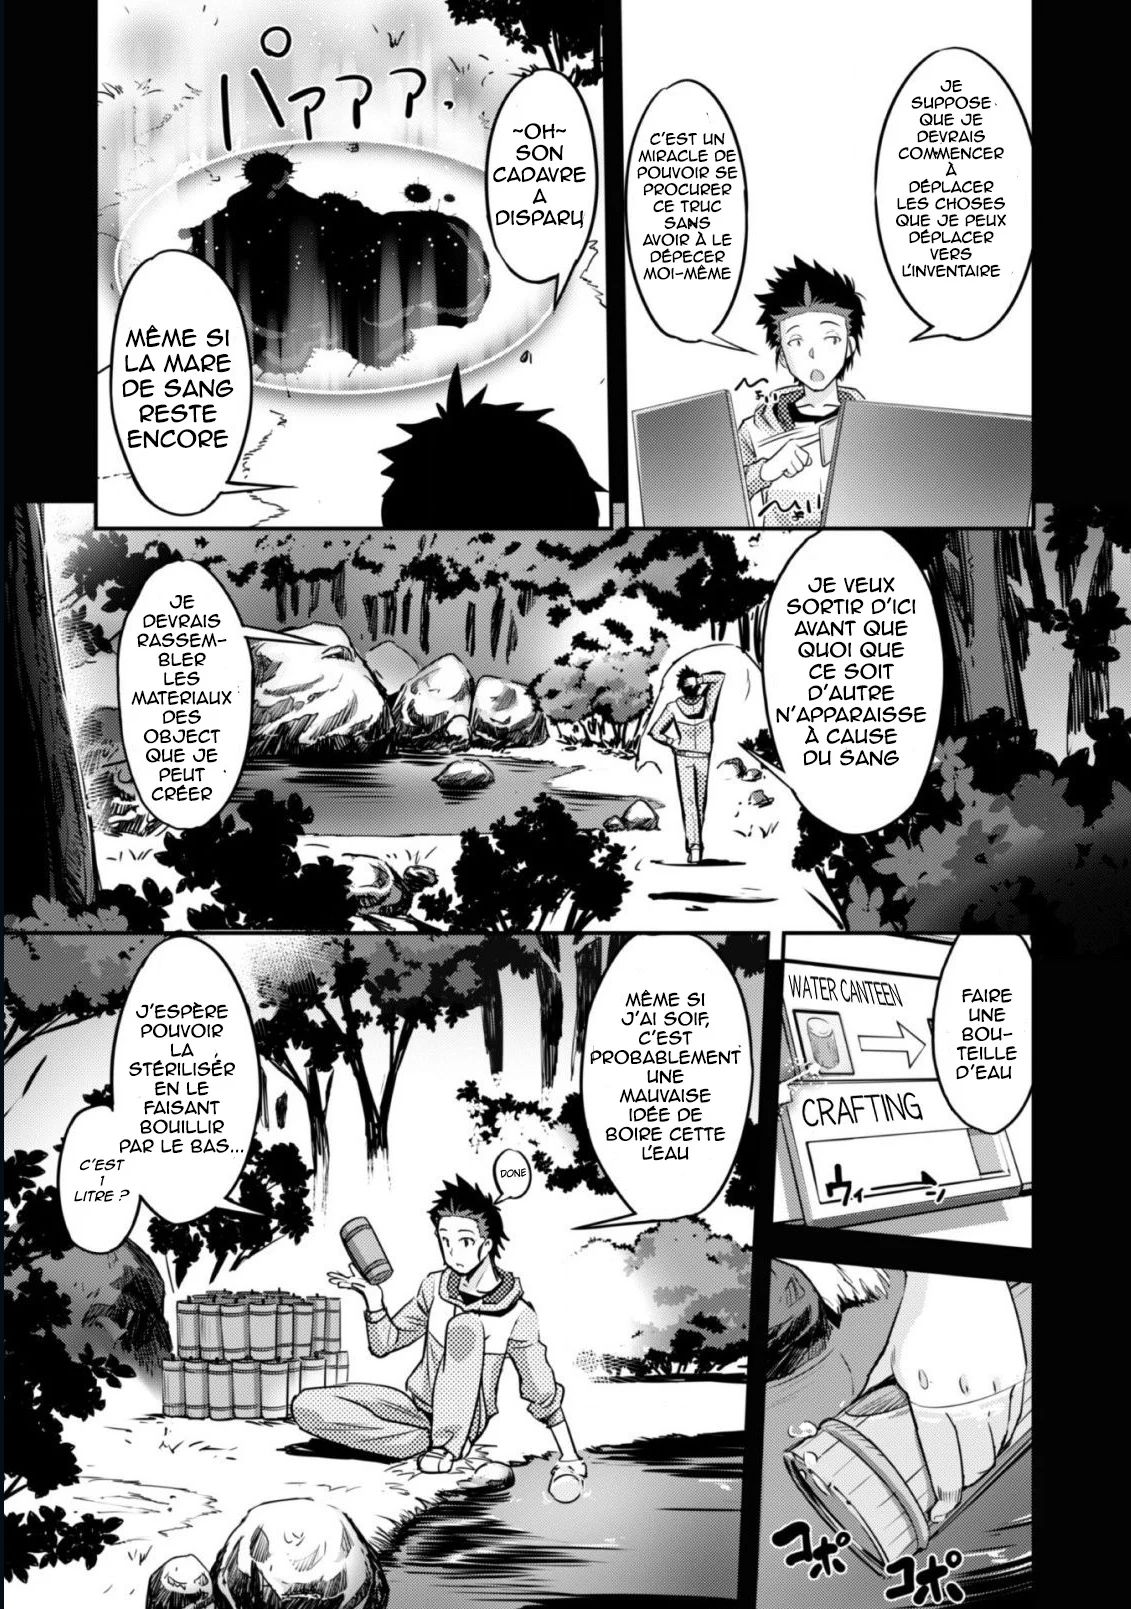 JE
SUPPOSE
QUE JE
DEVRAIS
COMMENCER
À
DÉPLACER
LES CHOSES
QUE JE PEUX
DÉPLACER
VERS
L'INVENTAIRE
C'EST UN
MIRACLE DE
POUVOIR SE
PROCURER
CE TRUC
SANS
AVOIR À LE
DÉPECER
MOI-MÊME
パァァァ
~OH~
SON
CADAVRE
A
DISPARU
MÊME SI
LA MARE
DE SANG
RESTE
ENCORE
JE VEUX
SORTIR D'ICI
AVANT QUE
QUOI QUE
CE SOIT
D'AUTRE
N'APPARAISSE
À CAUSE
DU SANG
JE
DEVRAIS
RASSEM-
BLER
LES
MATERIAUX
DES
OBJECT
QUE JE
PEUT
CRÉER
FAIRE
UNE
BOU-
TEILLE
D'EAU
WATER CANTEEN
CRAFTING
ウィーン
MÊME SI
J'AI SOIF,
C'EST
PROBABLEMENT
UNE
MAUVAISE
IDÉE DE
BOIRE CETTE
L'EAU
DONE
J'ESPÈRE
POUVOIR
LA
STÉRILISÉR
EN LE
FAISANT
BOUILLIR
PAR LE BAS...
C'EST
1
LITRE ?
コポ
コポ